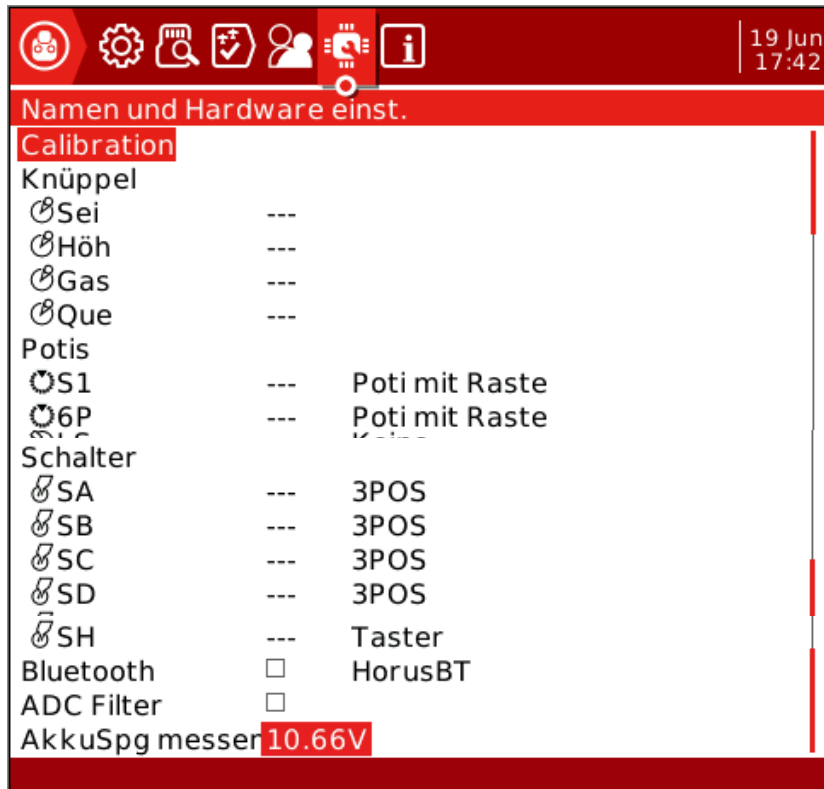 19 Jun
17:42
Namen und Hardware einst.
Calibration
Knüppel
Sei ---
Höh ---
Gas ---
Que ---
Potis
S1 --- Poti mit Raste
6P --- Poti mit Raste
Schalter
SA --- 3POS
SB --- 3POS
SC --- 3POS
SD --- 3POS
SH --- Taster
Bluetooth HorusBT
ADC Filter
AkkuSpg messen 10.66V